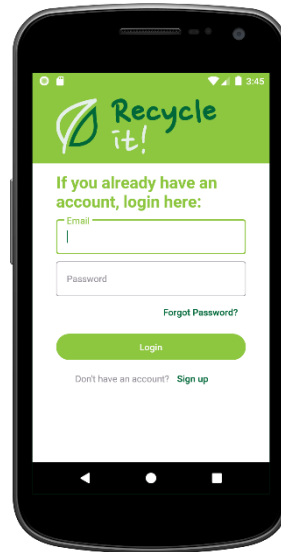 3:45
Recycle
it!
If you already have an
account, login here:
Email
Password
Forgot Password?
Login
Don't have an account? Sign up